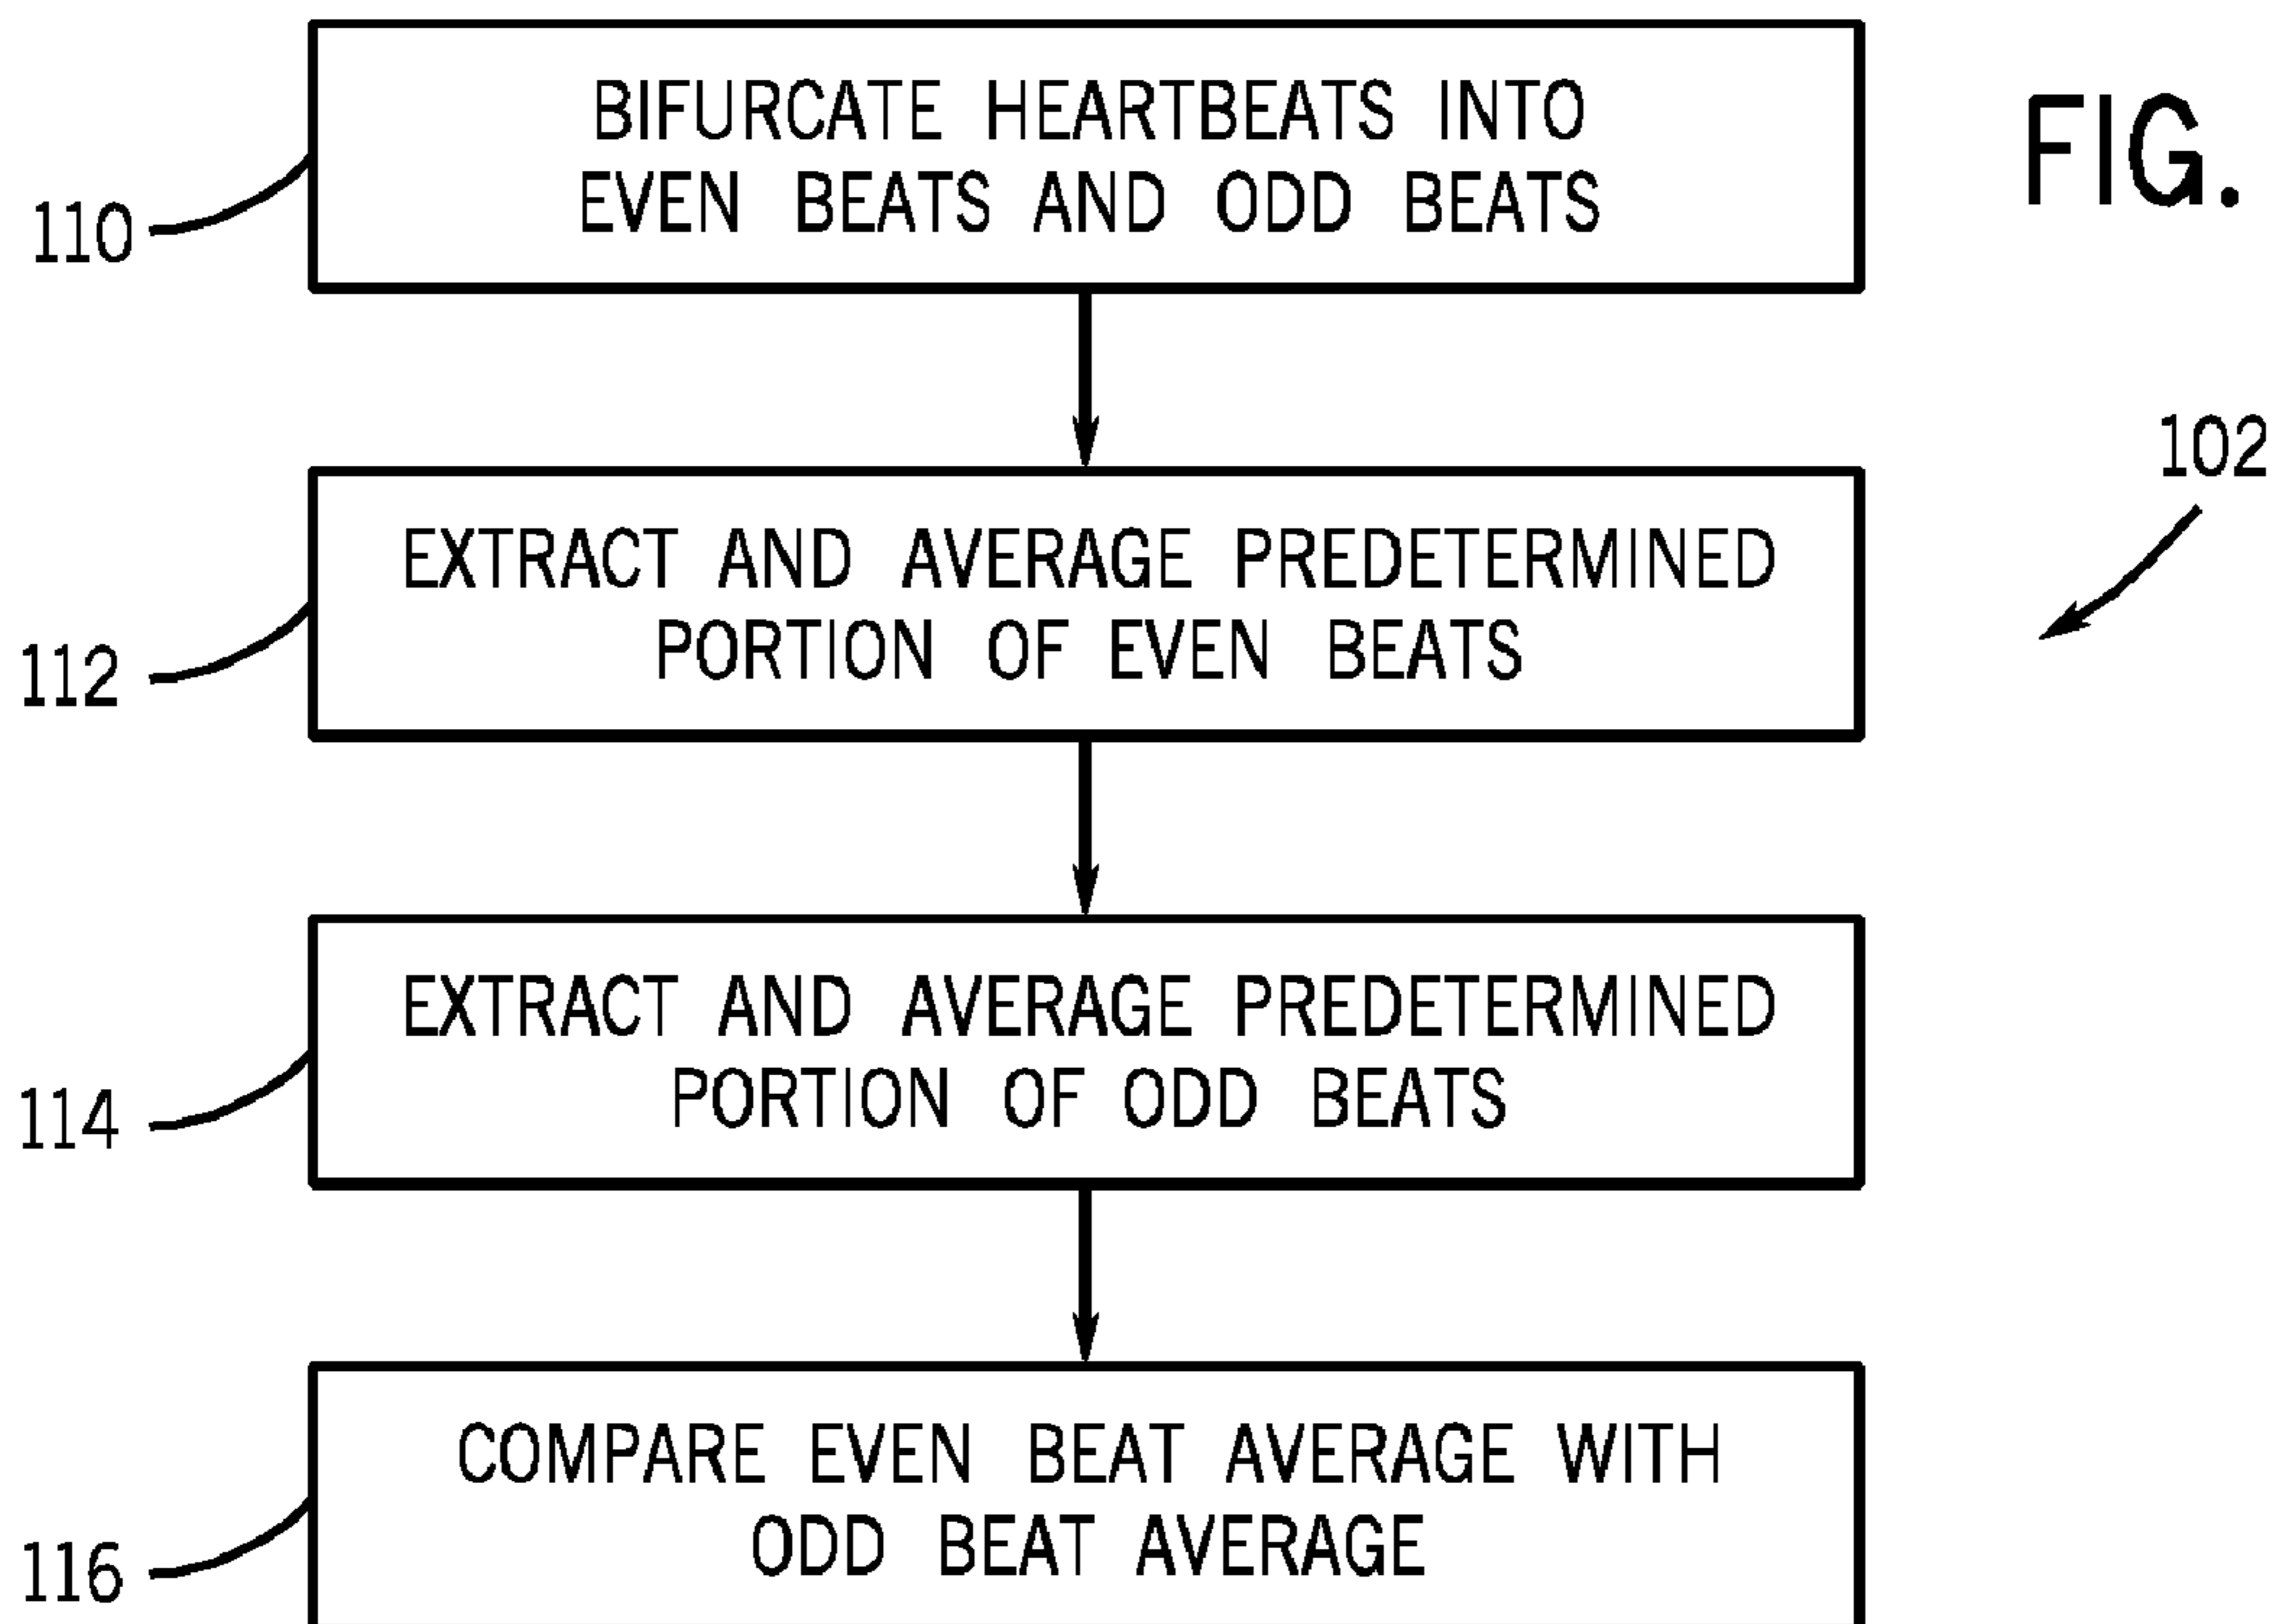 BIFURCATE HEARTBEATS INTO
EVEN BEATS AND ODD BEATS
FIG.
110
102
EXTRACT AND AVERAGE PREDETERMINED
PORTION OF EVEN BEATS
112
EXTRACT AND AVERAGE PREDETERMINED
PORTION OF ODD BEATS
114
COMPARE EVEN BEAT AVERAGE WITH
ODD BEAT AVERAGE
116